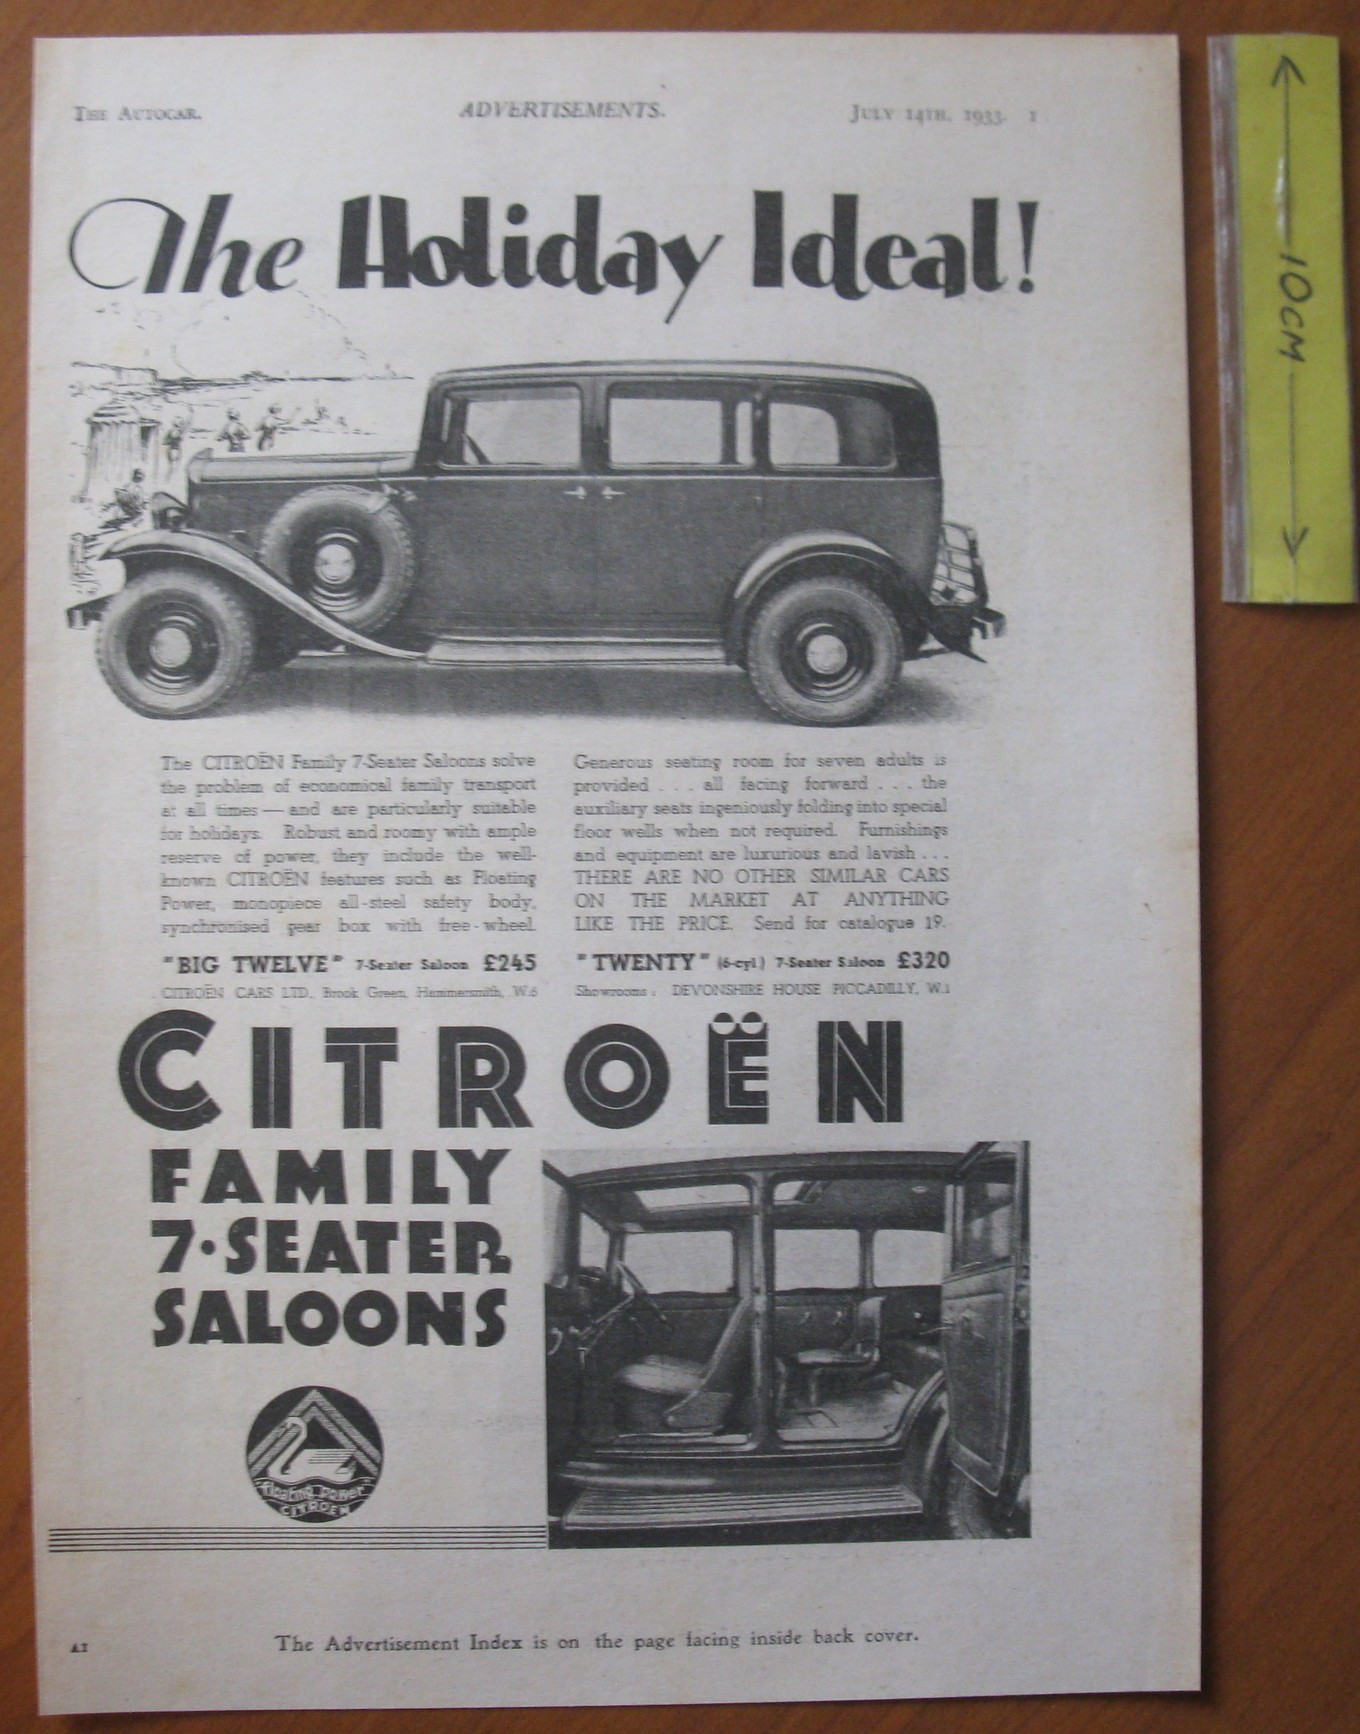 THE AUTOCAR. ADVERTISEMENTS. JULY 14TH, 1933. 1
The Holiday Ideal!
The CITROËN Family 7-Seater Saloons solve
the problem of economical family transport
at all times — and are particularly suitable
for holidays. Robust and roomy with ample
reserve of power, they include the well-
known CITROËN features such as Floating
Power, monopiece all-steel safety body,
synchronised gear box with free-wheel.
"BIG TWELVE" 7-Seater Saloon £245
CITROËN CARS LTD., Brook Green, Hammersmith, W.6
Generous seating room for seven adults is
provided . . . all facing forward . . . the
auxiliary seats ingeniously folding into special
floor wells when not required. Furnishings
and equipment are luxurious and lavish . . .
THERE ARE NO OTHER SIMILAR CARS
ON THE MARKET AT ANYTHING
LIKE THE PRICE. Send for catalogue 19.
"TWENTY" (6-cyl) 7-Seater Saloon £320
Showrooms: DEVONSHIRE HOUSE PICCADILLY, W.1
CITROËN
FAMILY
7·SEATER
SALOONS
"Floating Power"
CITROËN
A1 The Advertisement Index is on the page facing inside back cover.
10CM